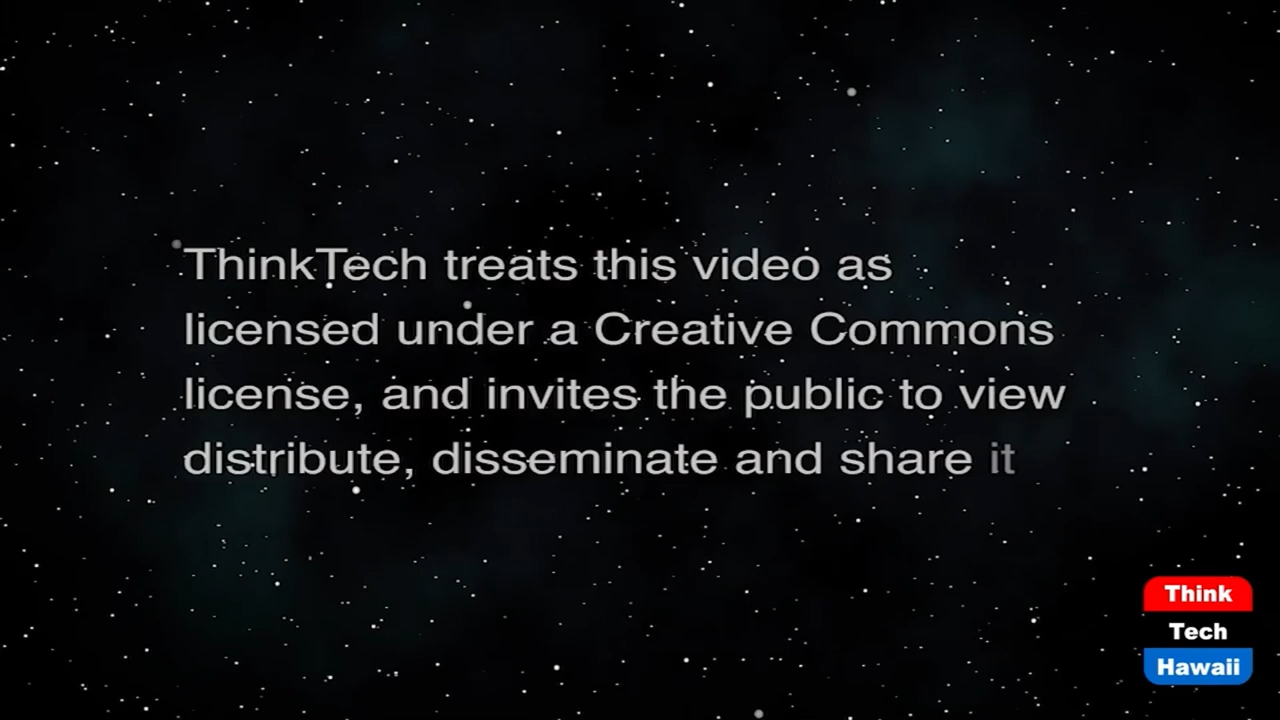 ThinkTech treats this video as
licensed under a Creative Commons
license, and invites the public to view
distribute, disseminate and share it
Think
Tech
Hawaii